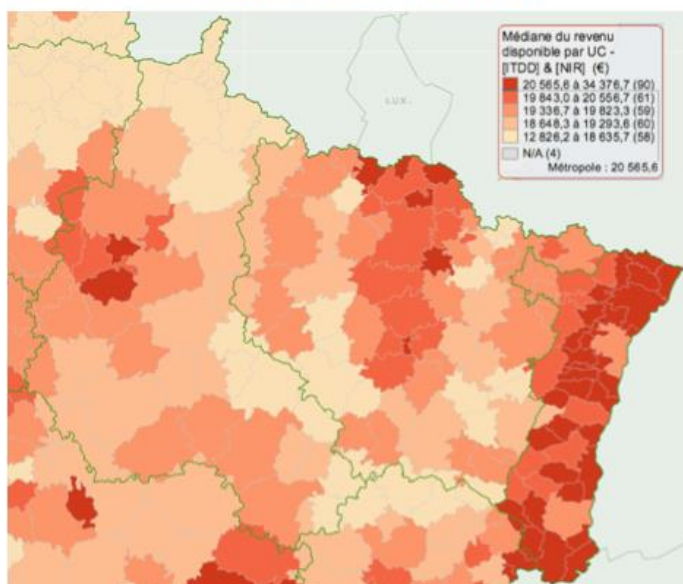 Médiane du revenu
disponible par UC -
[ITDD] & [NIR] (€)
20 565,6 à 34 376,7 (90)
19 843,0 à 20 556,7 (61)
19 336,7 à 19 823,3 (59)
18 648,3 à 19 293,6 (60)
12 826,2 à 18 635,7 (58)
N/A (4)
Métropole : 20 565,6
LUX.